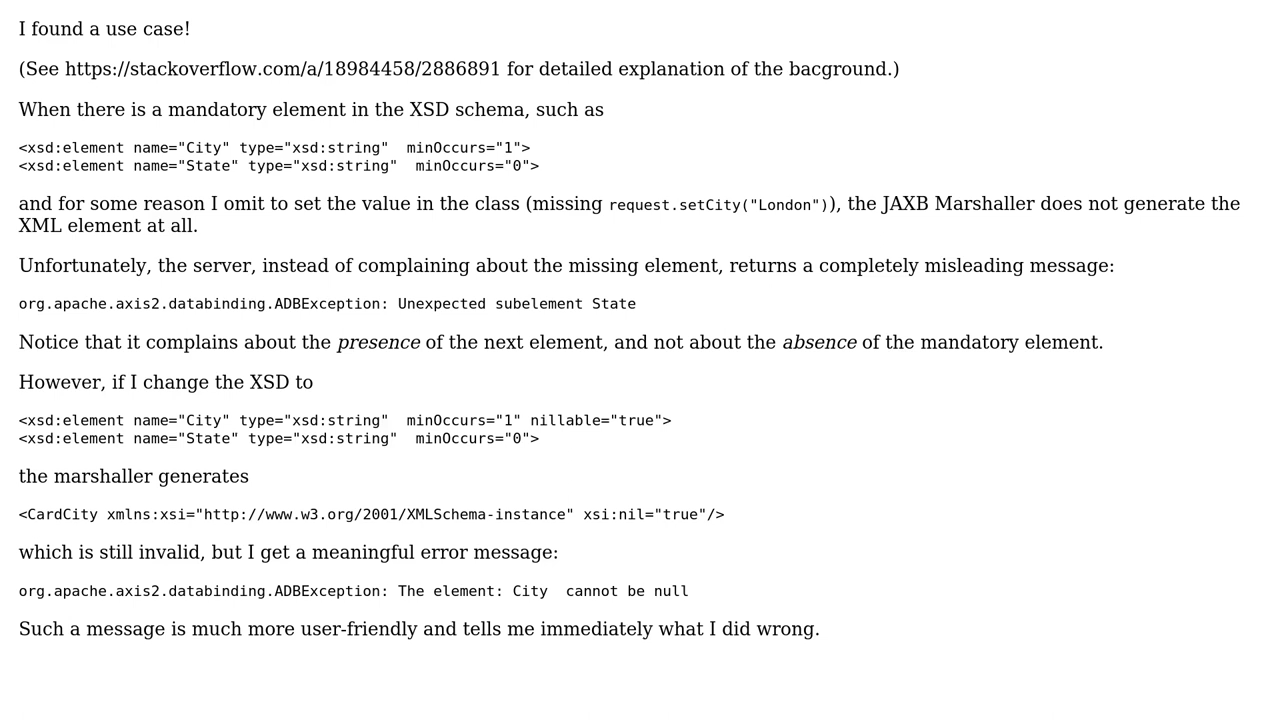 I found a use case!
(See https://stackoverflow.com/a/18984458/2886891 for detailed explanation of the bacground.)
When there is a mandatory element in the XSD schema, such as
<xsd:element name="City" type="xsd:string"  minOccurs="1">
<xsd:element name="State" type="xsd:string"  minOccurs="0">
and for some reason I omit to set the value in the class (missing request.setCity("London")), the JAXB Marshaller does not generate the
XML element at all.
Unfortunately, the server, instead of complaining about the missing element, returns a completely misleading message:
org.apache.axis2.databinding.ADBException: Unexpected subelement State
Notice that it complains about the presence of the next element, and not about the absence of the mandatory element.
However, if I change the XSD to
<xsd:element name="City" type="xsd:string"  minOccurs="1" nillable="true">
<xsd:element name="State" type="xsd:string"  minOccurs="0">
the marshaller generates
<CardCity xmlns:xsi="http://www.w3.org/2001/XMLSchema-instance" xsi:nil="true"/>
which is still invalid, but I get a meaningful error message:
org.apache.axis2.databinding.ADBException: The element: City  cannot be null
Such a message is much more user-friendly and tells me immediately what I did wrong.